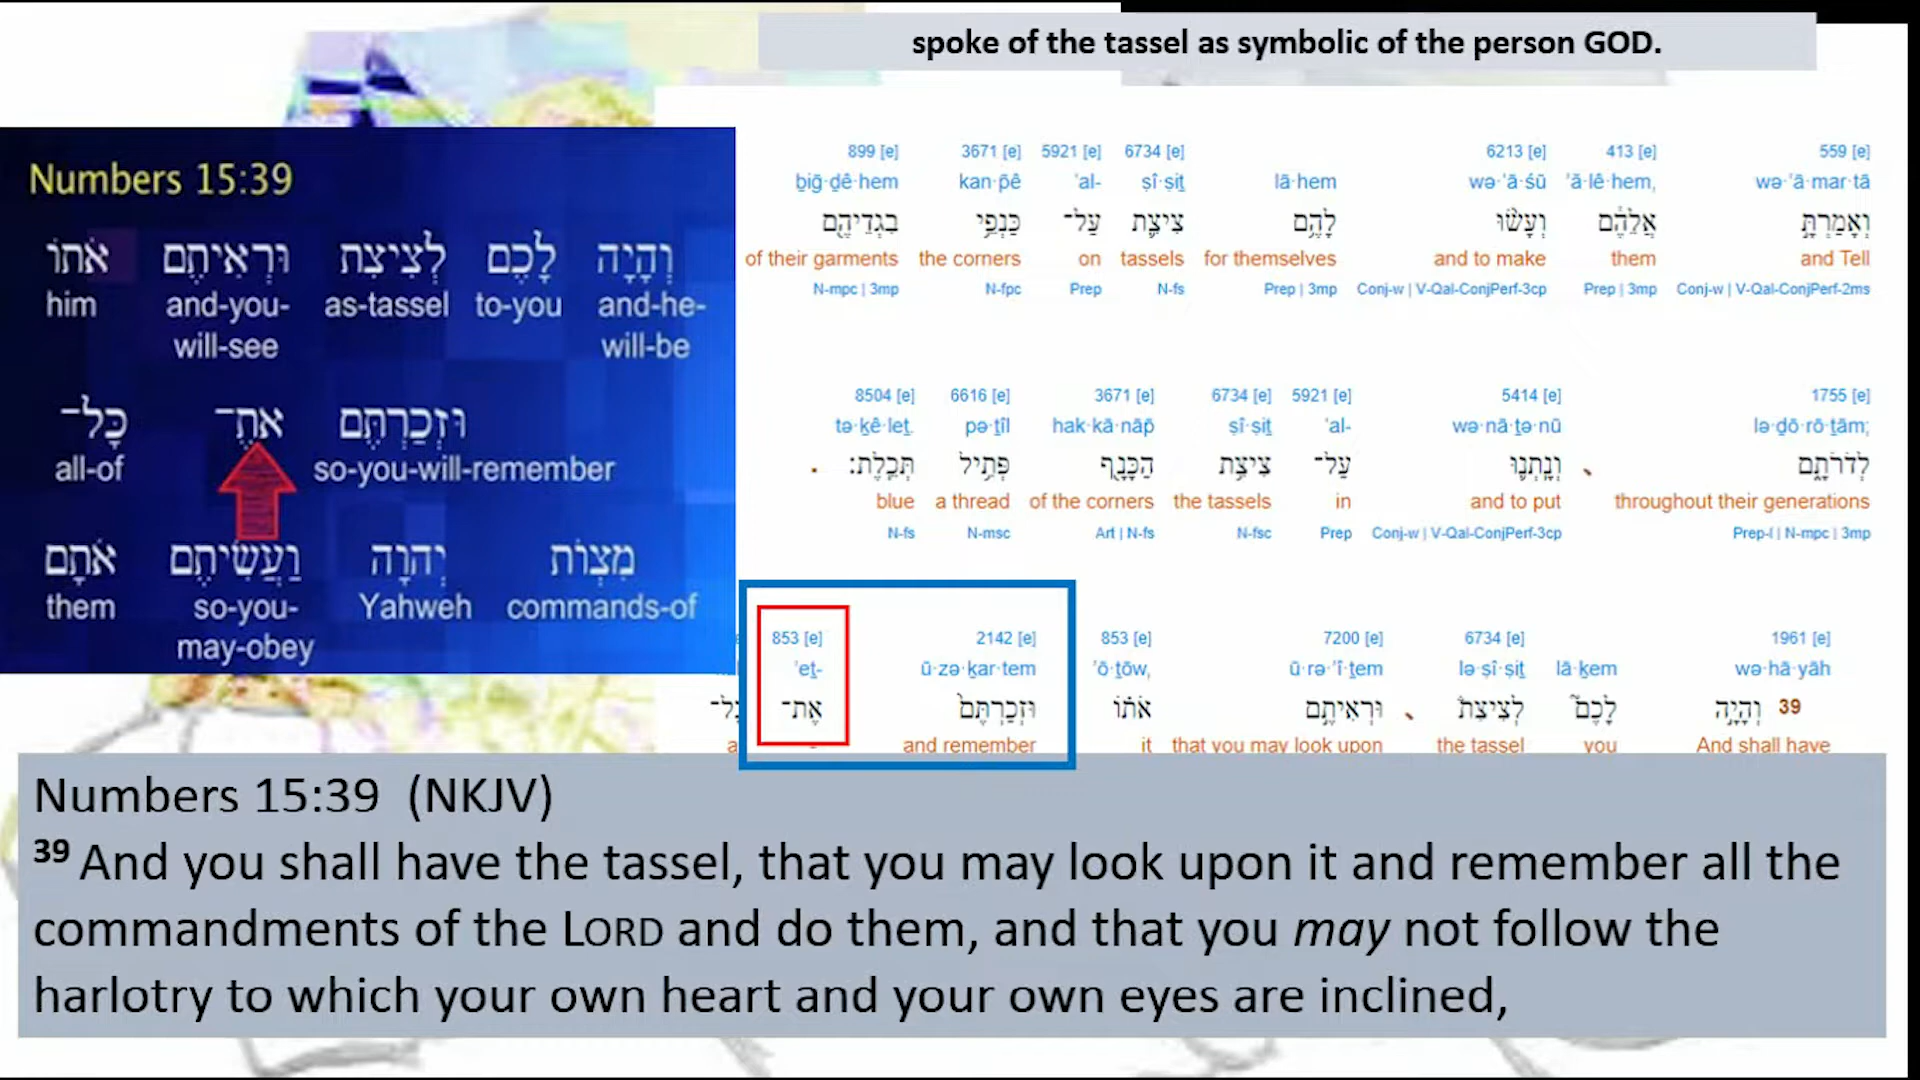 spoke of the tassel as symbolic of the person GOD.
Numbers 15:39
וְהָיָה לָכֶם לְצִיצִת וּרְאִיתֶם אֹתוֹ
him and-you- as-tassel to-you and-he-
will-see will-be
וּזְכַרְתֶּם אֶת־ כָּל־
all-of so-you-will-remember
מִצְוֹת יְהוָה וַעֲשִׂיתֶם אֹתָם
them so-you- Yahweh commands-of
may-obey
899 [e] 3671 [e] 5921 [e] 6734 [e] 6213 [e] 413 [e] 559 [e]
ḇiḡ·ḏê·hem kan·p̄ê ‘al- ṣî·ṣiṯ lā·hem wə·‘ā·śū ’ă·lê·hem, wə·’ā·mar·tā
וְאָמַרְתָּ֣ אֲלֵהֶ֔ם וְעָשׂ֨וּ לָהֶ֥ם צִיצִ֛ת עַל־ כַּנְפֵ֥י בִגְדֵיהֶ֖ם
of their garments the corners on tassels for themselves and to make them and Tell
N-mpc | 3mp N-fpc Prep N-fs Prep | 3mp Conj-w | V-Qal-ConjPerf-3cp Prep | 3mp Conj-w | V-Qal-ConjPerf-2ms
8504 [e] 6616 [e] 3671 [e] 6734 [e] 5921 [e] 5414 [e] 1755 [e]
tə·ḵê·leṯ. pə·ṯîl hak·kā·nāp̄ ṣî·ṣiṯ ‘al- wə·nā·ṯə·nū lə·ḏō·rō·ṯām;
לְדֹרֹתָ֑ם וְנָֽתְנ֛וּ עַל־ צִיצִ֥ת הַכָּנָ֖ף פְּתִ֥יל תְּכֵֽלֶת׃
blue a thread of the corners the tassels in and to put throughout their generations
N-fs N-msc Art | N-fs N-fsc Prep Conj-w | V-Qal-ConjPerf-3cp Prep-l | N-mpc | 3mp
853 [e] 2142 [e] 853 [e] 7200 [e] 6734 [e] 1961 [e]
’eṯ- ū·zə·ḵar·tem ’ō·ṯōw, ū·rə·’î·ṯem lə·ṣî·ṣiṯ lā·ḵem wə·hā·yāh
39 וְהָיָ֣ה לָכֶם֮ לְצִיצִת֒ וּרְאִיתֶ֣ם אֹת֗וֹ וּזְכַרְתֶּם֙ אֶת־
and remember it that you may look upon the tassel you And shall have
Numbers 15:39 (NKJV)
39 And you shall have the tassel, that you may look upon it and remember all the
commandments of the LORD and do them, and that you may not follow the
harlotry to which your own heart and your own eyes are inclined,